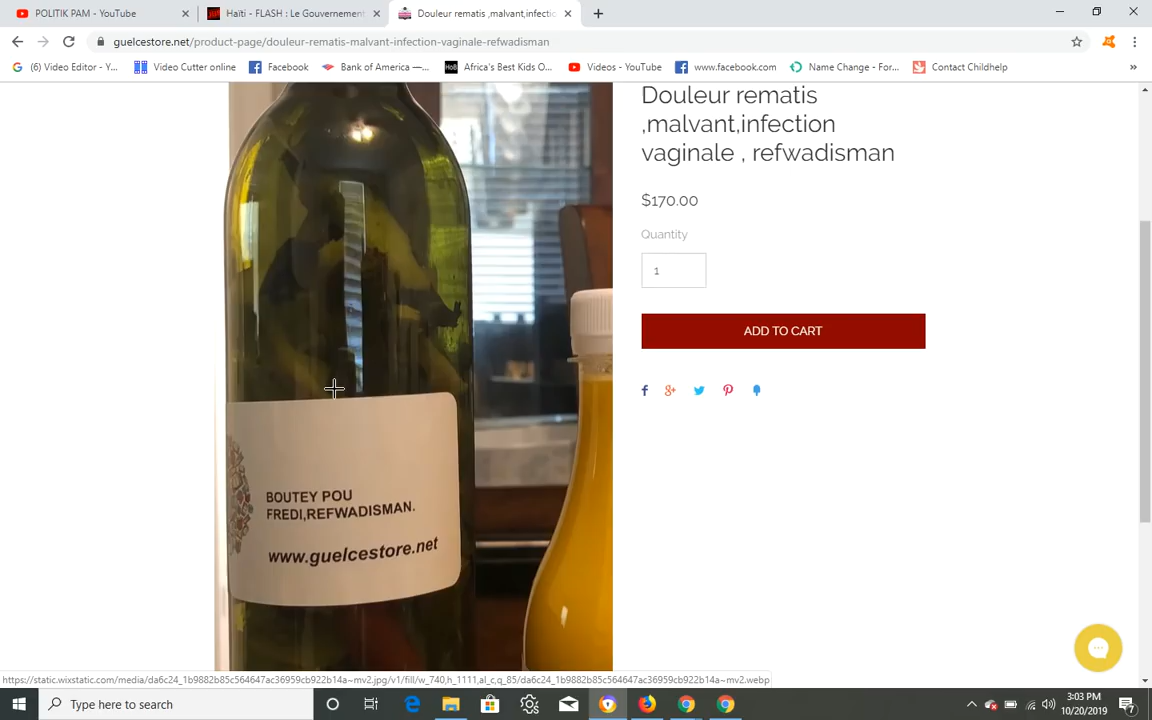 POLITIK PAM - YouTube
Haïti - FLASH : Le Gouvernement
Douleur rematis ,malvant,infectio
guelcestore.net/product-page/douleur-rematis-malvant-infection-vaginale-refwadisman
(6) Video Editor - Y...
Video Cutter online
Facebook
Bank of America —...
HoB
Africa's Best Kids O...
Videos - YouTube
www.facebook.com
Name Change - For...
Contact Childhelp
»
Douleur rematis
,malvant,infection
vaginale , refwadisman
$170.00
Quantity
1
ADD TO CART
BOUTEY POU
FREDI,REFWADISMAN.
www.guelcestore.net
https://static.wixstatic.com/media/da6c24_1b9882b85c564647ac36959cb922b14a~mv2.jpg/v1/fill/w_740,h_1111,al_c,q_85/da6c24_1b9882b85c564647ac36959cb922b14a~mv2.webp
Type here to search
3:03 PM
10/20/2019
7